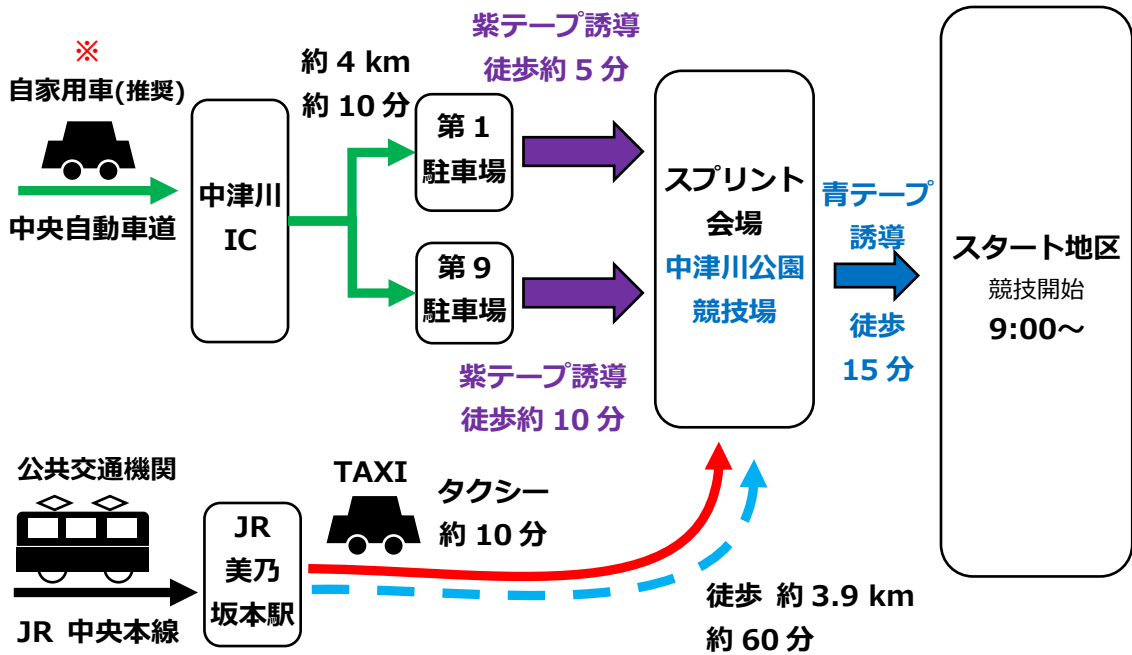 ※
自家用車(推奨)
中央自動車道
中津川
IC
約 4 km
約 10 分
第 1
駐車場
第 9
駐車場
紫テープ誘導
徒歩約 5 分
紫テープ誘導
徒歩約 10 分
スプリント
会場
中津川公園
競技場
青テープ
誘導
徒歩
15 分
スタート地区
競技開始
9:00～
公共交通機関
JR 中央本線
JR
美乃
坂本駅
TAXI
タクシー
約 10 分
徒歩 約 3.9 km
約 60 分